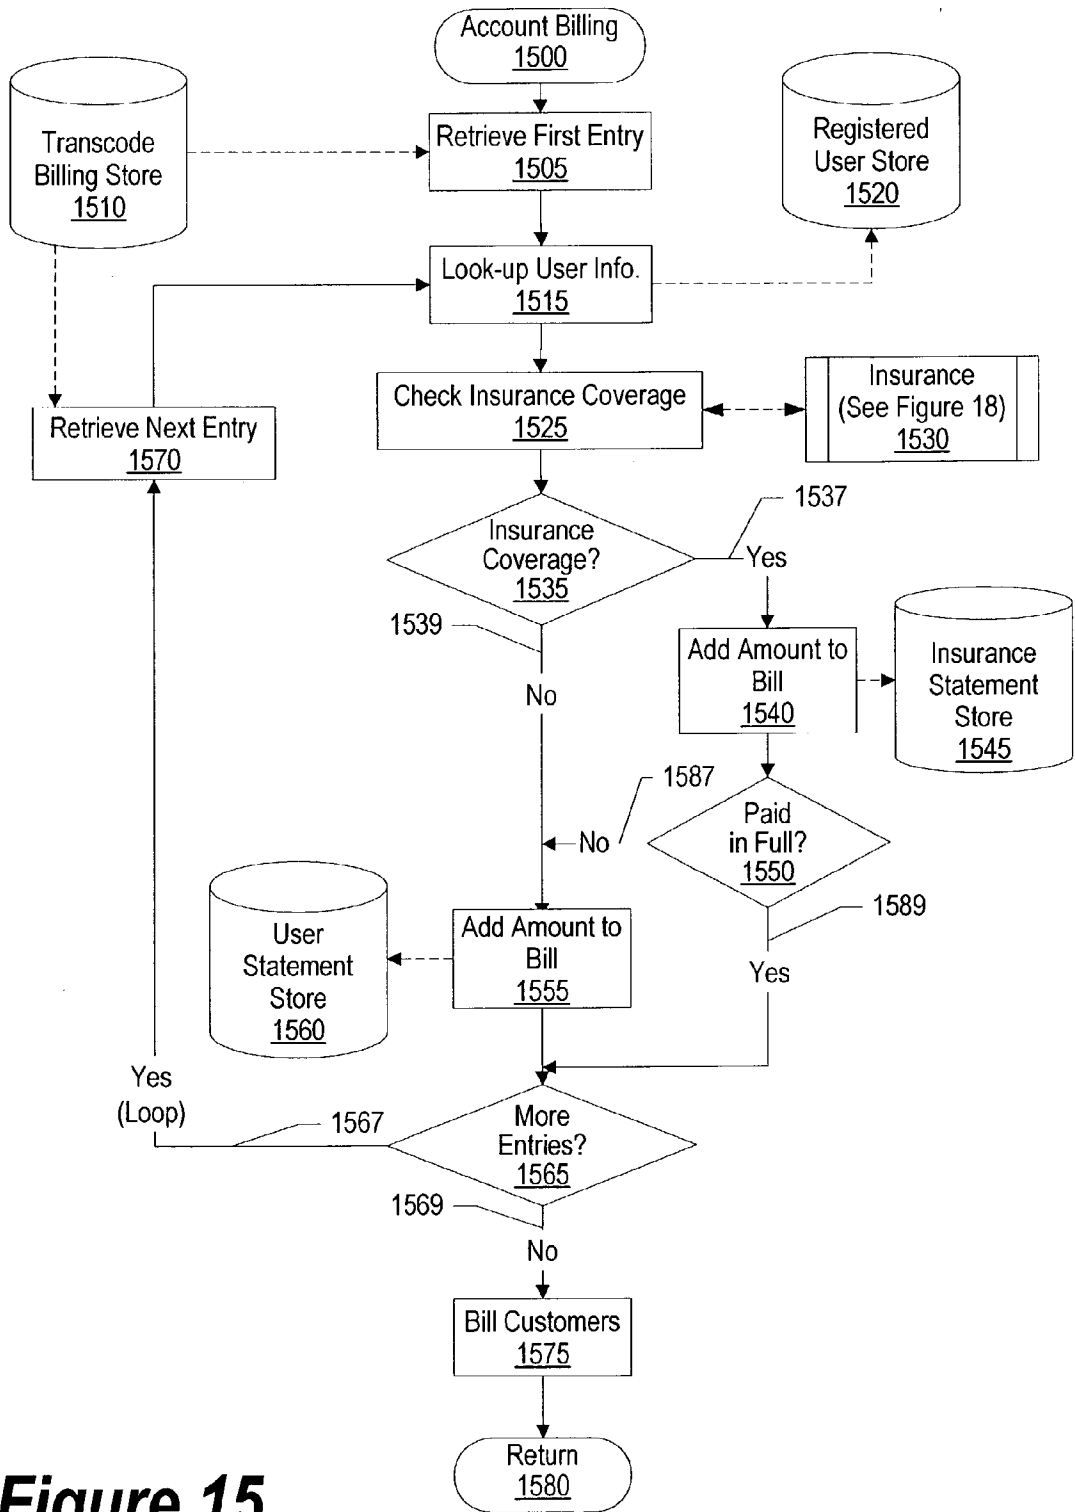 Account Billing
1500
Transcode
Billing Store
1510
Retrieve First Entry
1505
Registered
User Store
1520
Look-up User Info.
1515
Check Insurance Coverage
1525
Insurance
(See Figure 18)
1530
Retrieve Next Entry
1570
1537
Insurance
Coverage?
1535
Yes
1539
No
Add Amount to
Bill
1540
Insurance
Statement
Store
1545
1587
No
Paid
in Full?
1550
1589
Yes
User
Statement
Store
1560
Add Amount to
Bill
1555
Yes
(Loop)
1567
More
Entries?
1565
1569
No
Bill Customers
1575
Return
1580
Figure 15